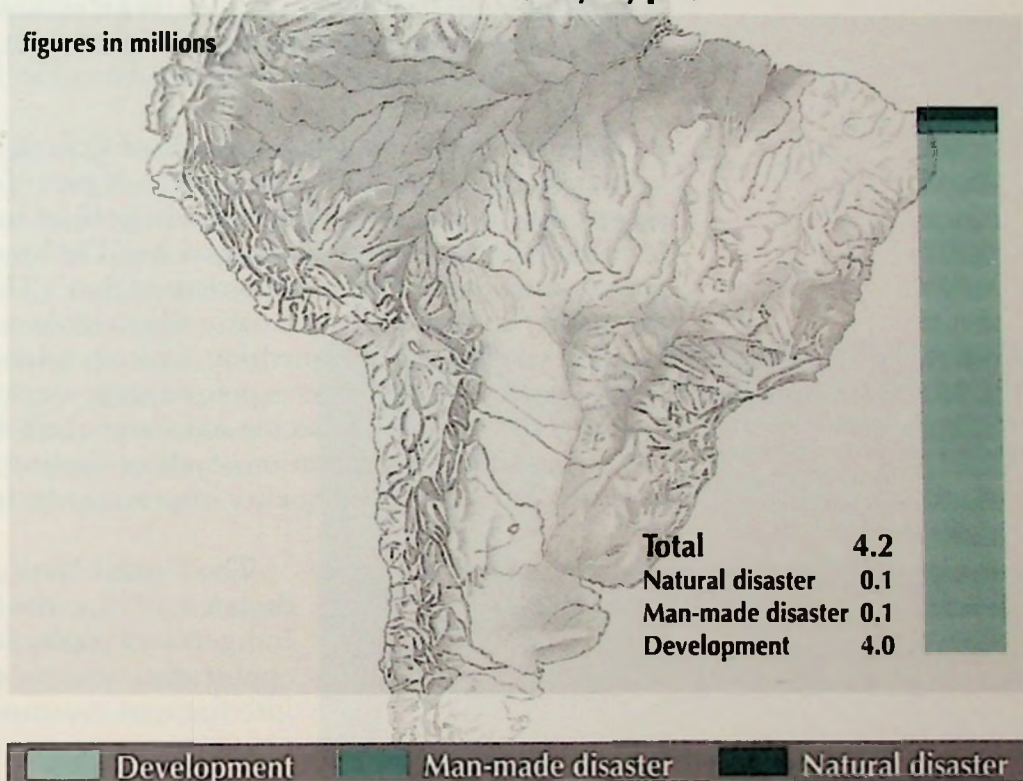 figures in millions
Total 4.2
Natural disaster 0.1
Man-made disaster 0.1
Development 4.0
Development Man-made disaster Natural disaster